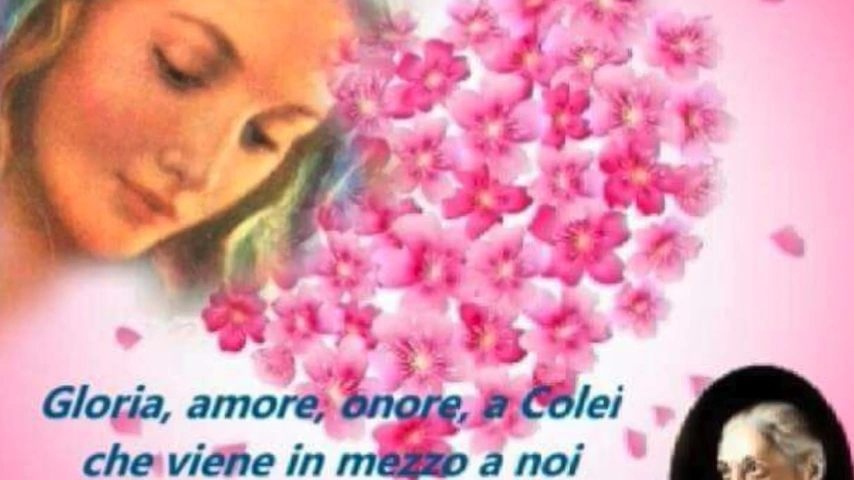 Gloria, amore, onore, a Colei
che viene in mezzo a noi